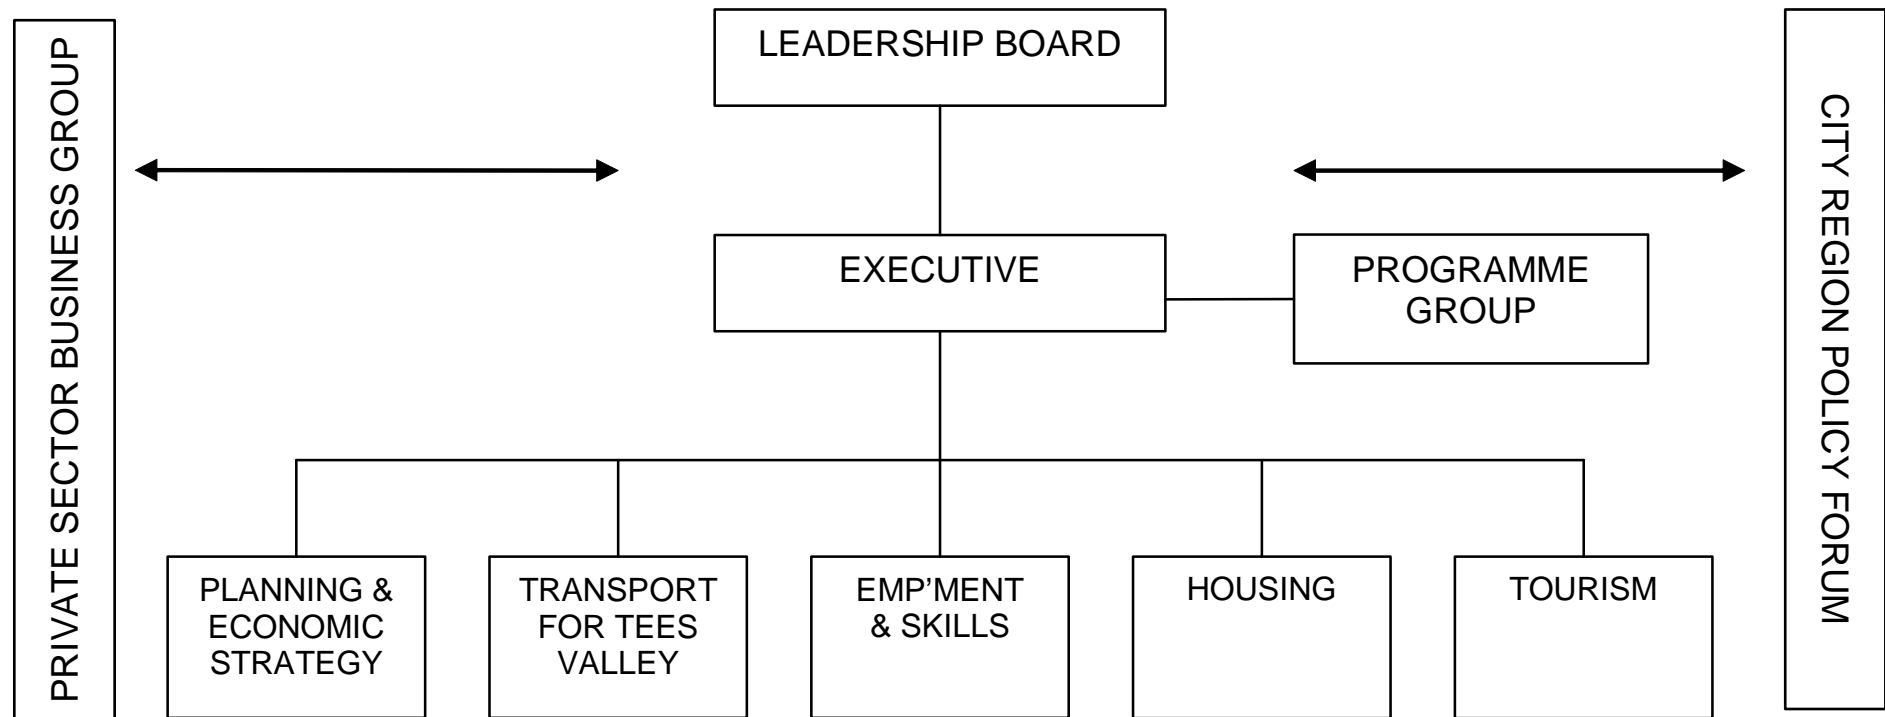 PRIVATE SECTOR BUSINESS GROUP
LEADERSHIP BOARD
CITY REGION POLICY FORUM
EXECUTIVE
PROGRAMME
GROUP
PLANNING &
ECONOMIC
STRATEGY
TRANSPORT
FOR TEES
VALLEY
EMP’MENT
& SKILLS
HOUSING
TOURISM